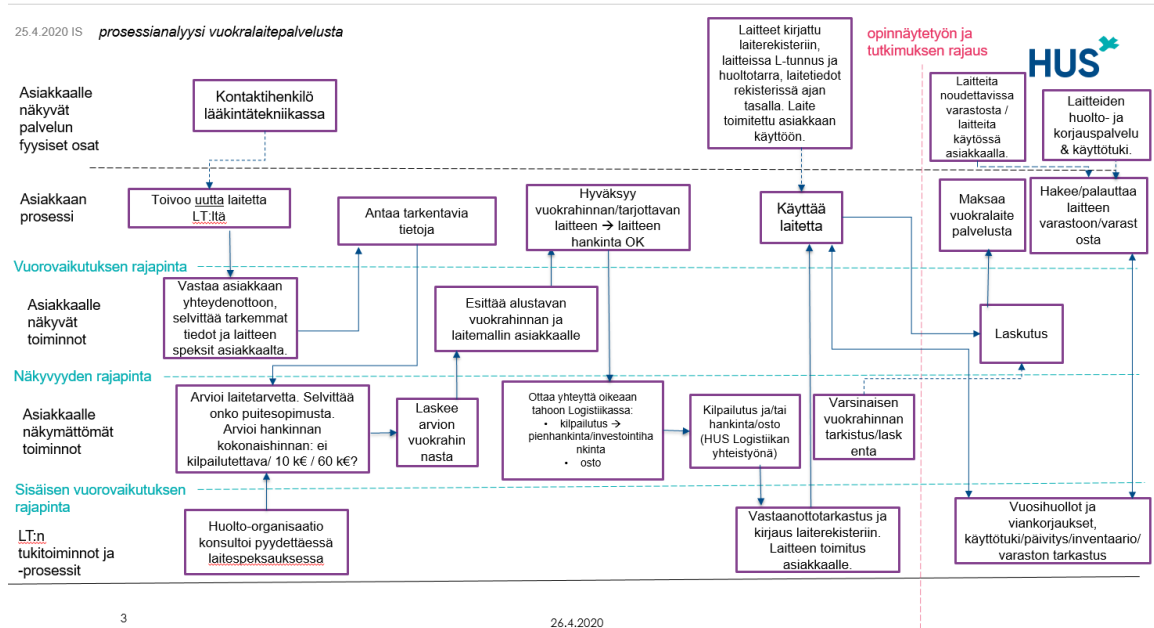 25.4.2020 IS prosessianalyysi vuokralaitepalvelusta
opinnäytetyön ja
tutkimuksen rajaus
HUS
Asiakkaalle
näkyvät
palvelun
fyysiset osat
Kontaktihenkilö
lääkintätekniikassa
Laitteet kirjattu
laiterekisteriin,
laitteissa L-tunnus ja
huoltotarra, laitetiedot
rekisterissä ajan
tasalla. Laite
toimitettu asiakkaan
käyttöön.
Laitteita
noudettavissa
varastosta /
laitteita
käytössä
asiakkaalla.
Laitteiden
huolto- ja
korjauspalvelu
& käyttötuki.
Asiakkaan
prosessi
Toivoo uutta laitetta
LT:ltä
Antaa tarkentavia
tietoja
Hyväksyy
vuokrahinnan/tarjottavan
laitteen → laitteen
hankinta OK
Käyttää
laitetta
Maksaa
vuokralaite
palvelusta
Hakee/palauttaa
laitteen
varastoon/varast
osta
Vuorovaikutuksen rajapinta
Asiakkaalle
näkyvät
toiminnot
Vastaa asiakkaan
yhteydenottoon,
selvittää tarkemmat
tiedot ja laitteen
speksit asiakkaalta.
Esittää alustavan
vuokrahinnan ja
laitemallin asiakkaalle
Laskutus
Näkyvyyden rajapinta
Asiakkaalle
näkymättömät
toiminnot
Arvioi laitetarvetta. Selvittää
onko puitesopimusta.
Arvioi hankinnan
kokonaishinnan: ei
kilpailutettava/ 10 k€ / 60 k€?
Laskee
arvion
vuokrahin
nasta
Ottaa yhteyttä oikeaan
tahoon Logistiikassa:
• kilpailutus →
pienhankinta/investointiha
nkinta
• osto
Kilpailutus ja/tai
hankinta/osto
(HUS Logistiikan
yhteistyönä)
Varsinaisen
vuokrahinnan
tarkistus/lask
enta
Sisäisen vuorovaikutuksen
rajapinta
LT:n
tukitoiminnot ja
-prosessit
Huolto-organisaatio
konsultoi pyydettäessä
laitespeksauksessa
Vastaanottotarkastus ja
kirjaus laiterekisteriin.
Laitteen toimitus
asiakkaalle.
Vuosihuollot ja
viankorjaukset,
käyttötuki/päivitys/inventaario/
varaston tarkastus
3
26.4.2020